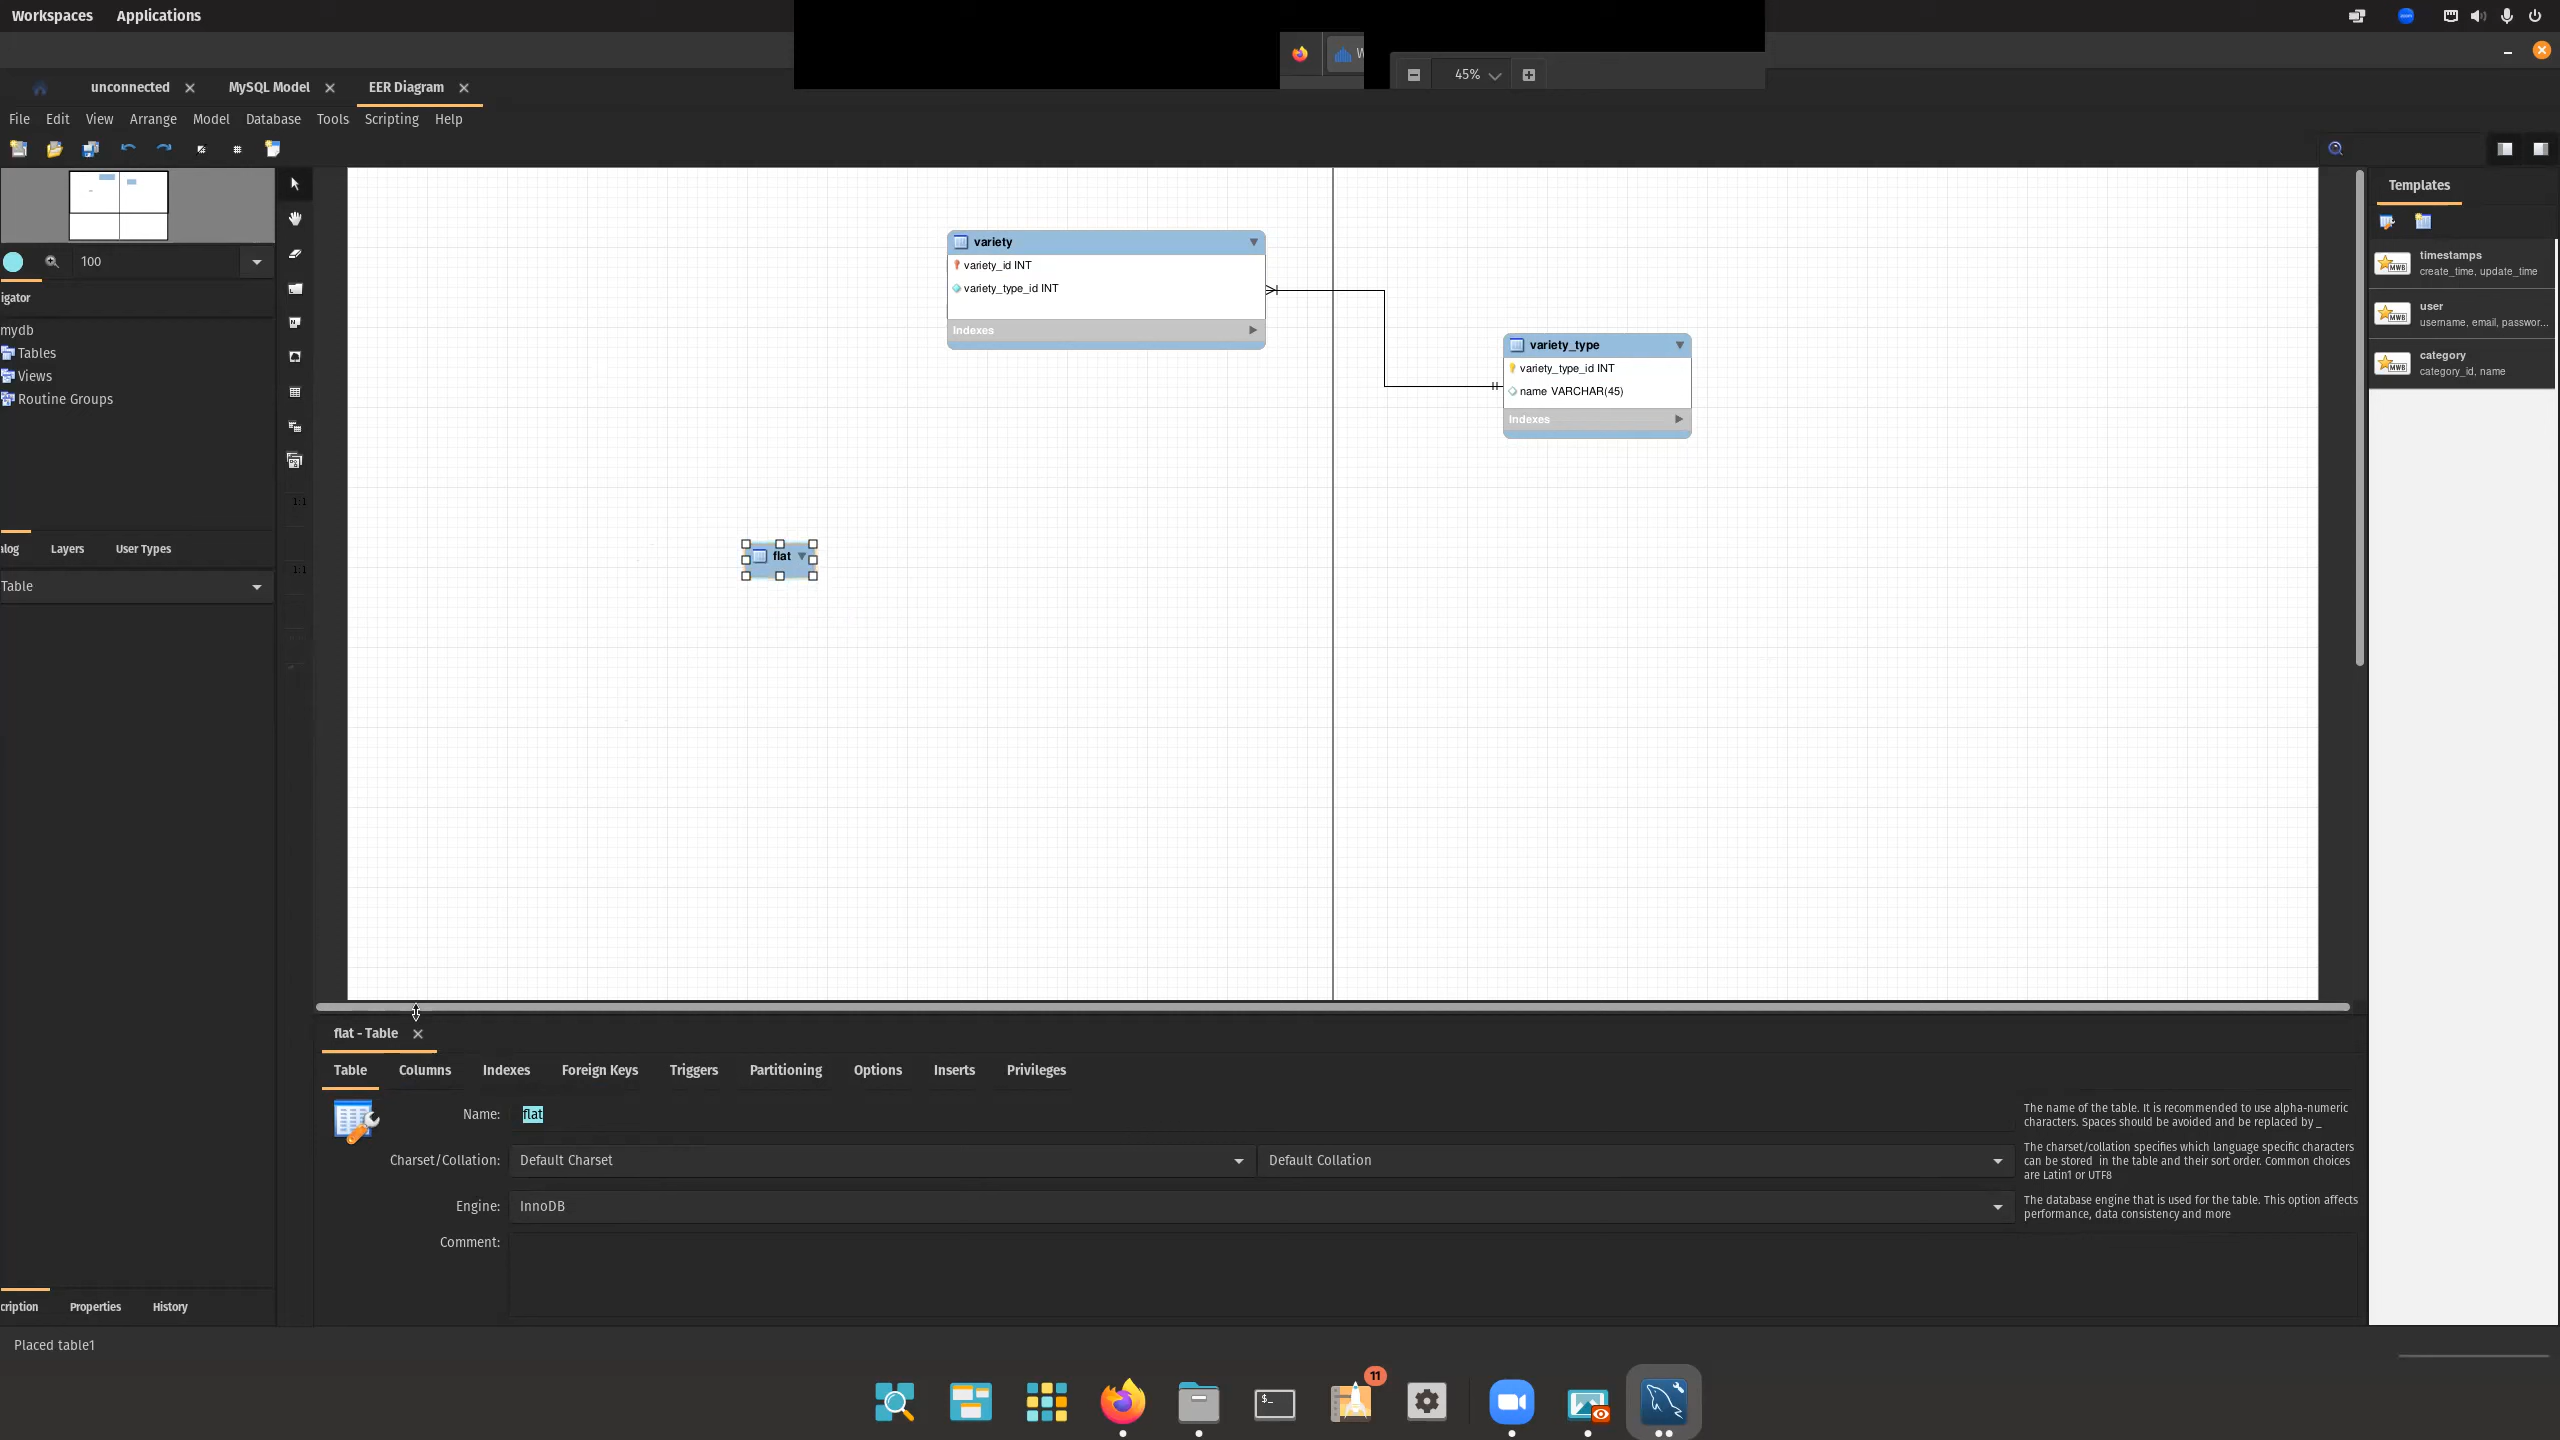 Workspaces Applications
45%
unconnected MySQL Model EER Diagram
File Edit View Arrange Model Database Tools Scripting Help
Templates
timestamps
create_time, update_time
user
username, email, passwor...
category
category_id, name
100
igator
mydb
Tables
Views
Routine Groups
alog Layers User Types
Table
1:1
1:1
variety
variety_id INT
variety_type_id INT
Indexes
variety_type
variety_type_id INT
name VARCHAR(45)
Indexes
flat
flat - Table
Table Columns Indexes Foreign Keys Triggers Partitioning Options Inserts Privileges
Name: flat
The name of the table. It is recommended to use alpha-numeric
characters. Spaces should be avoided and be replaced by _
Charset/Collation: Default Charset Default Collation
The charset/collation specifies which language specific characters
can be stored in the table and their sort order. Common choices
are Latin1 or UTF8
Engine: InnoDB
The database engine that is used for the table. This option affects
performance, data consistency and more
Comment:
cription Properties History
Placed table1
11